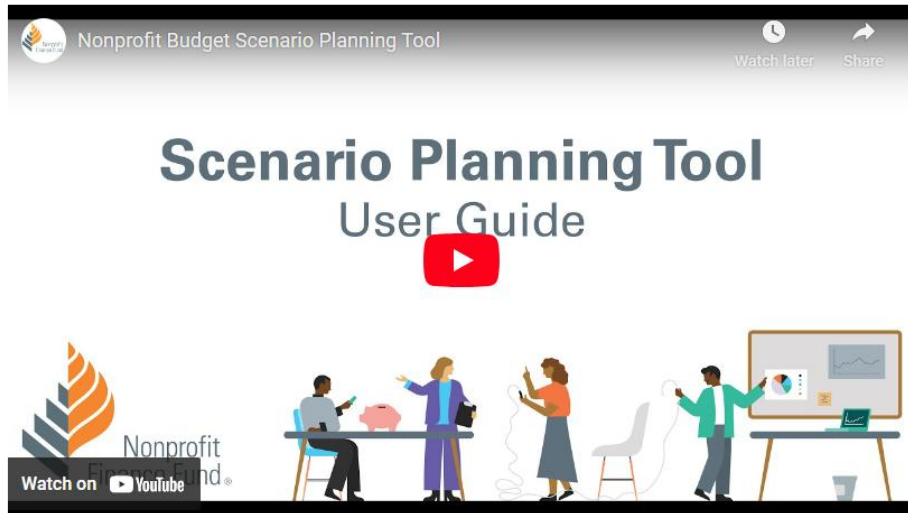 Nonprofit Budget Scenario Planning Tool
Watch later
Share
Scenario Planning Tool
User Guide
Nonprofit
Finance Fund®
Watch on YouTube